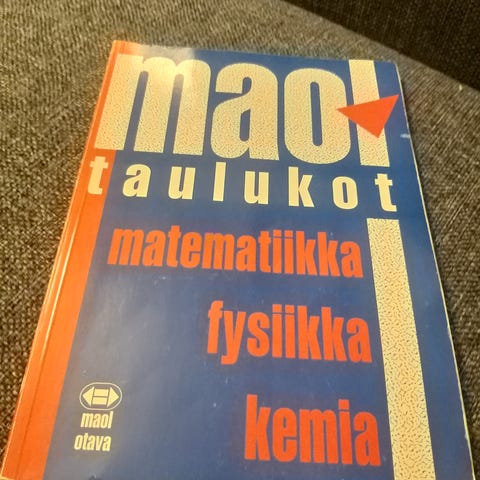 maol
taulukot
matematiikka
fysiikka
kemia
maol
otava